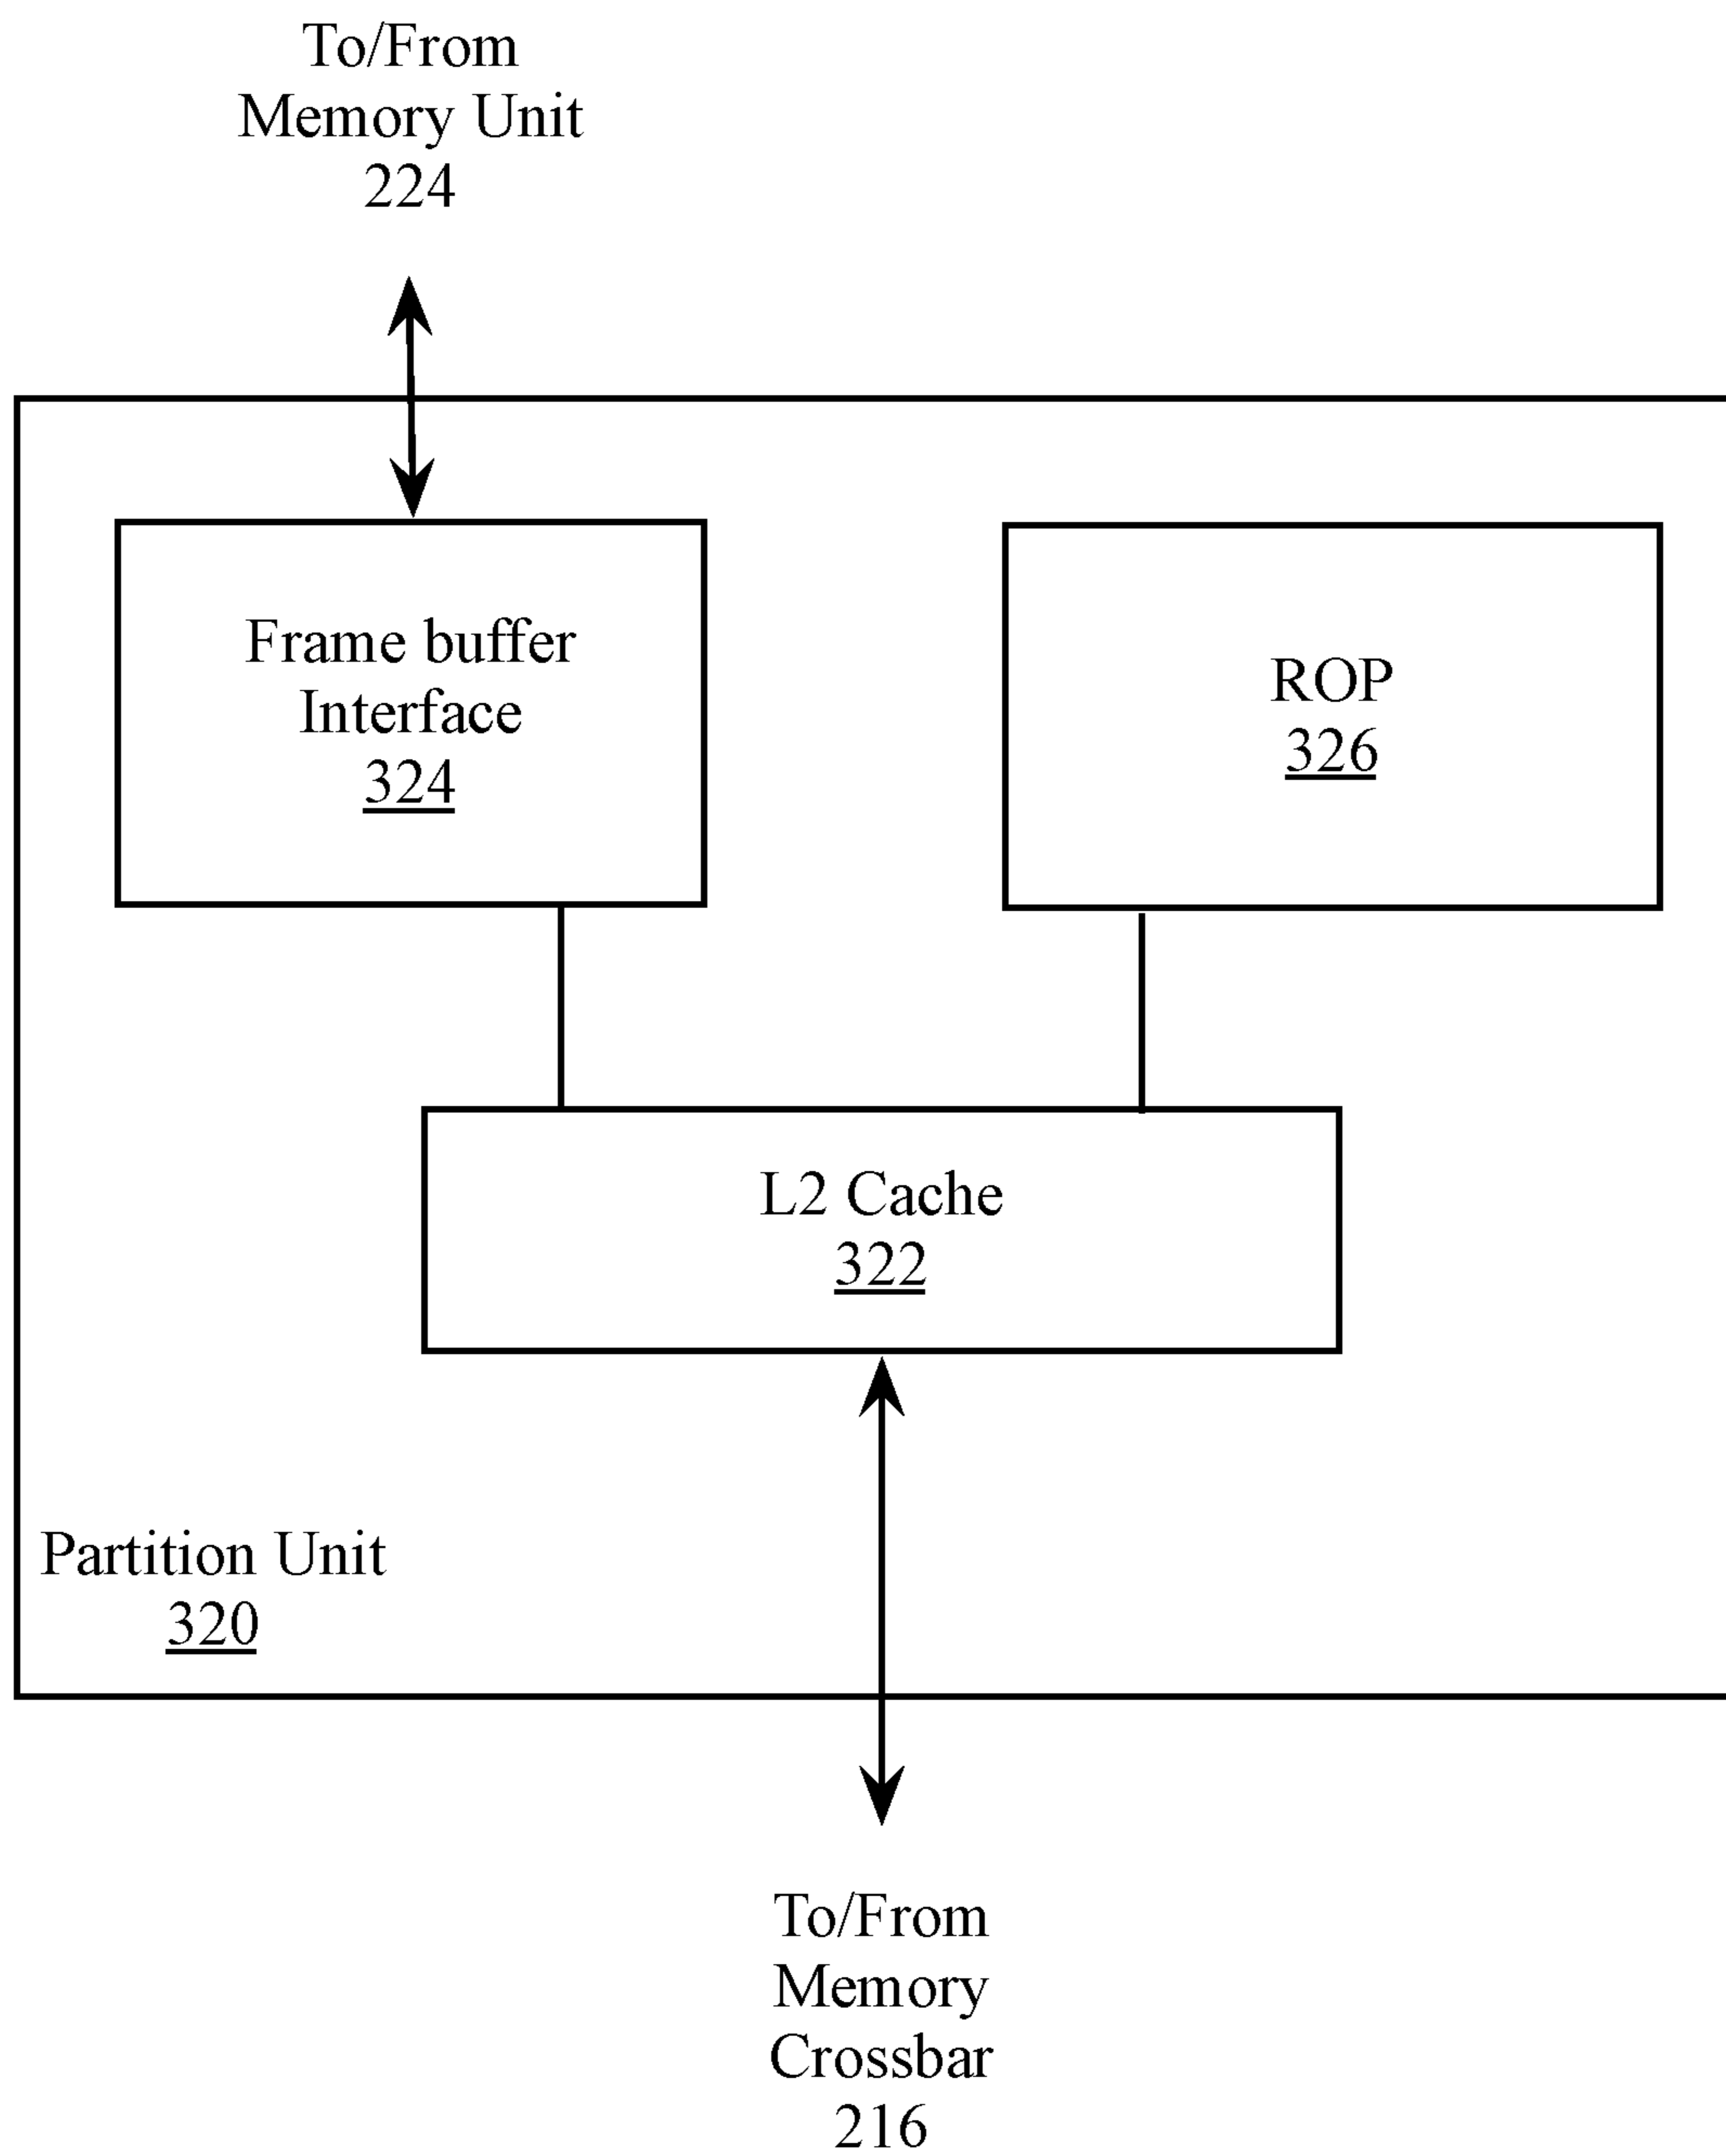 To/From
Memory Unit
224
Frame buffer
Interface
324
ROP
326
L2 Cache
322
Partition Unit
320
To/From
Memory
Crossbar
216